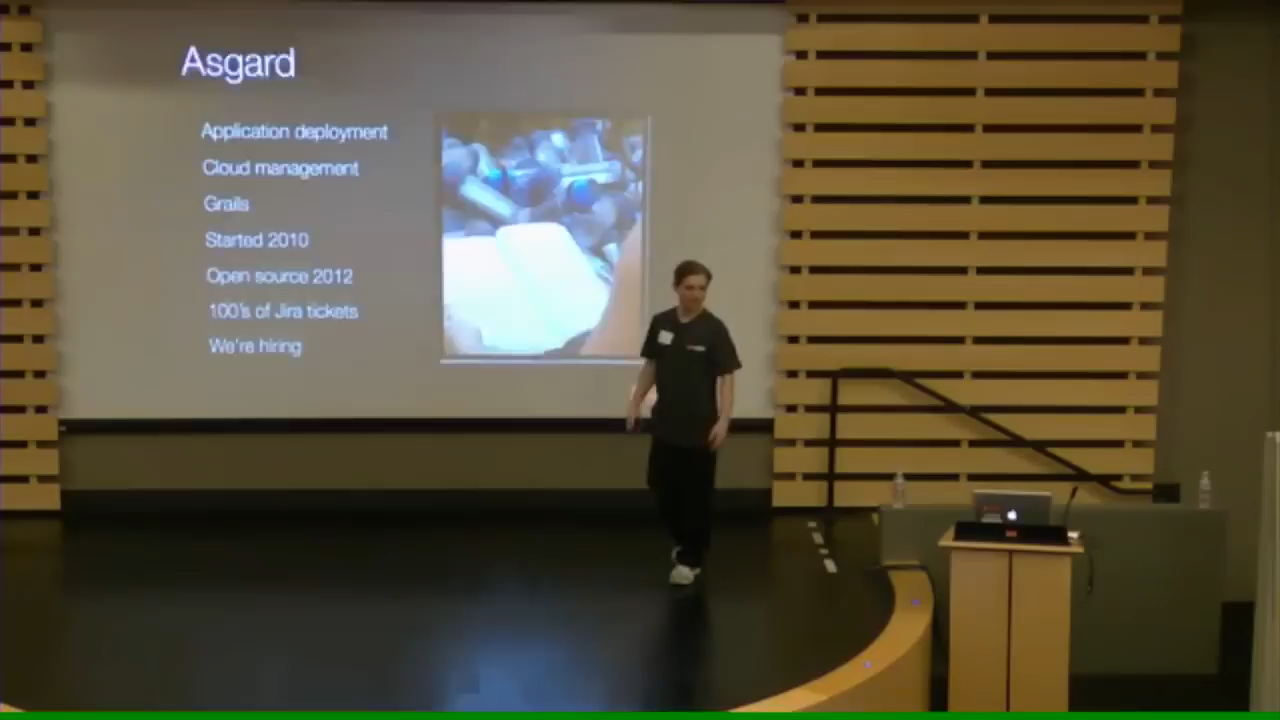 Asgard
Application deployment
Cloud management
Grails
Started 2010
Open source 2012
100's of Jira tickets
We're hiring